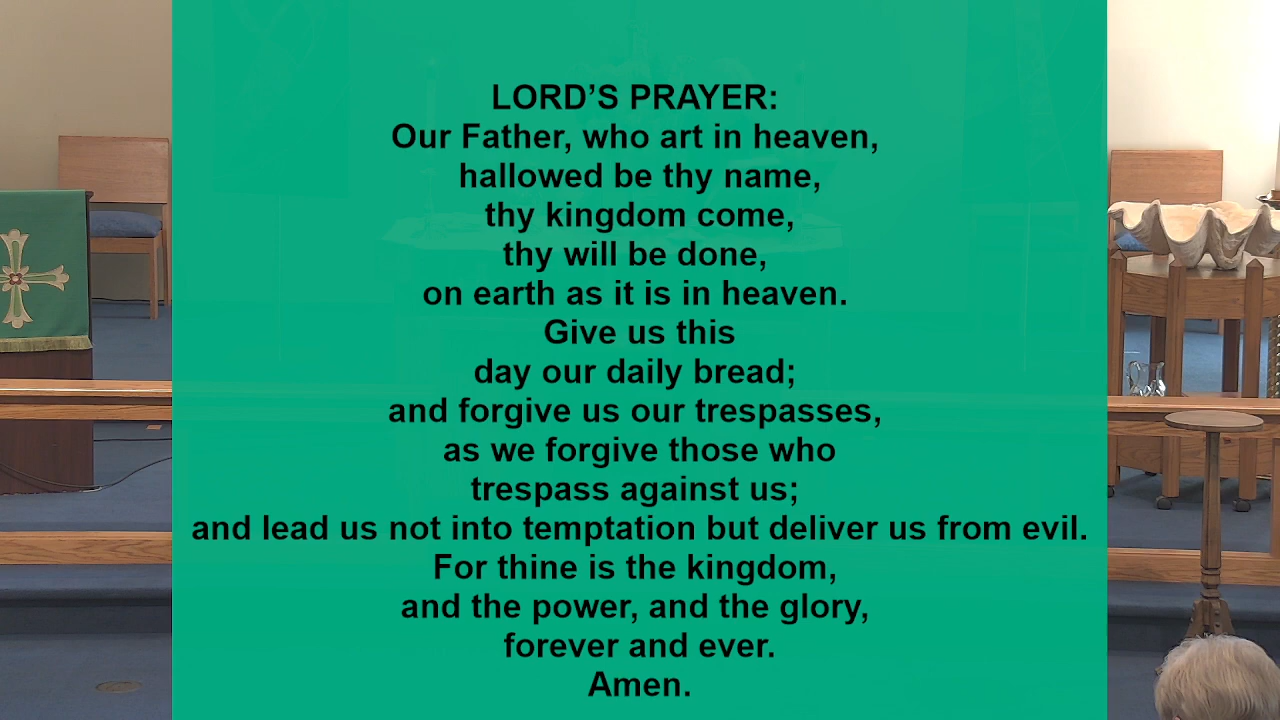 LORD’S PRAYER:
Our Father, who art in heaven,
hallowed be thy name,
thy kingdom come,
thy will be done,
on earth as it is in heaven.
Give us this
day our daily bread;
and forgive us our trespasses,
as we forgive those who
trespass against us;
and lead us not into temptation but deliver us from evil.
For thine is the kingdom,
and the power, and the glory,
forever and ever.
Amen.